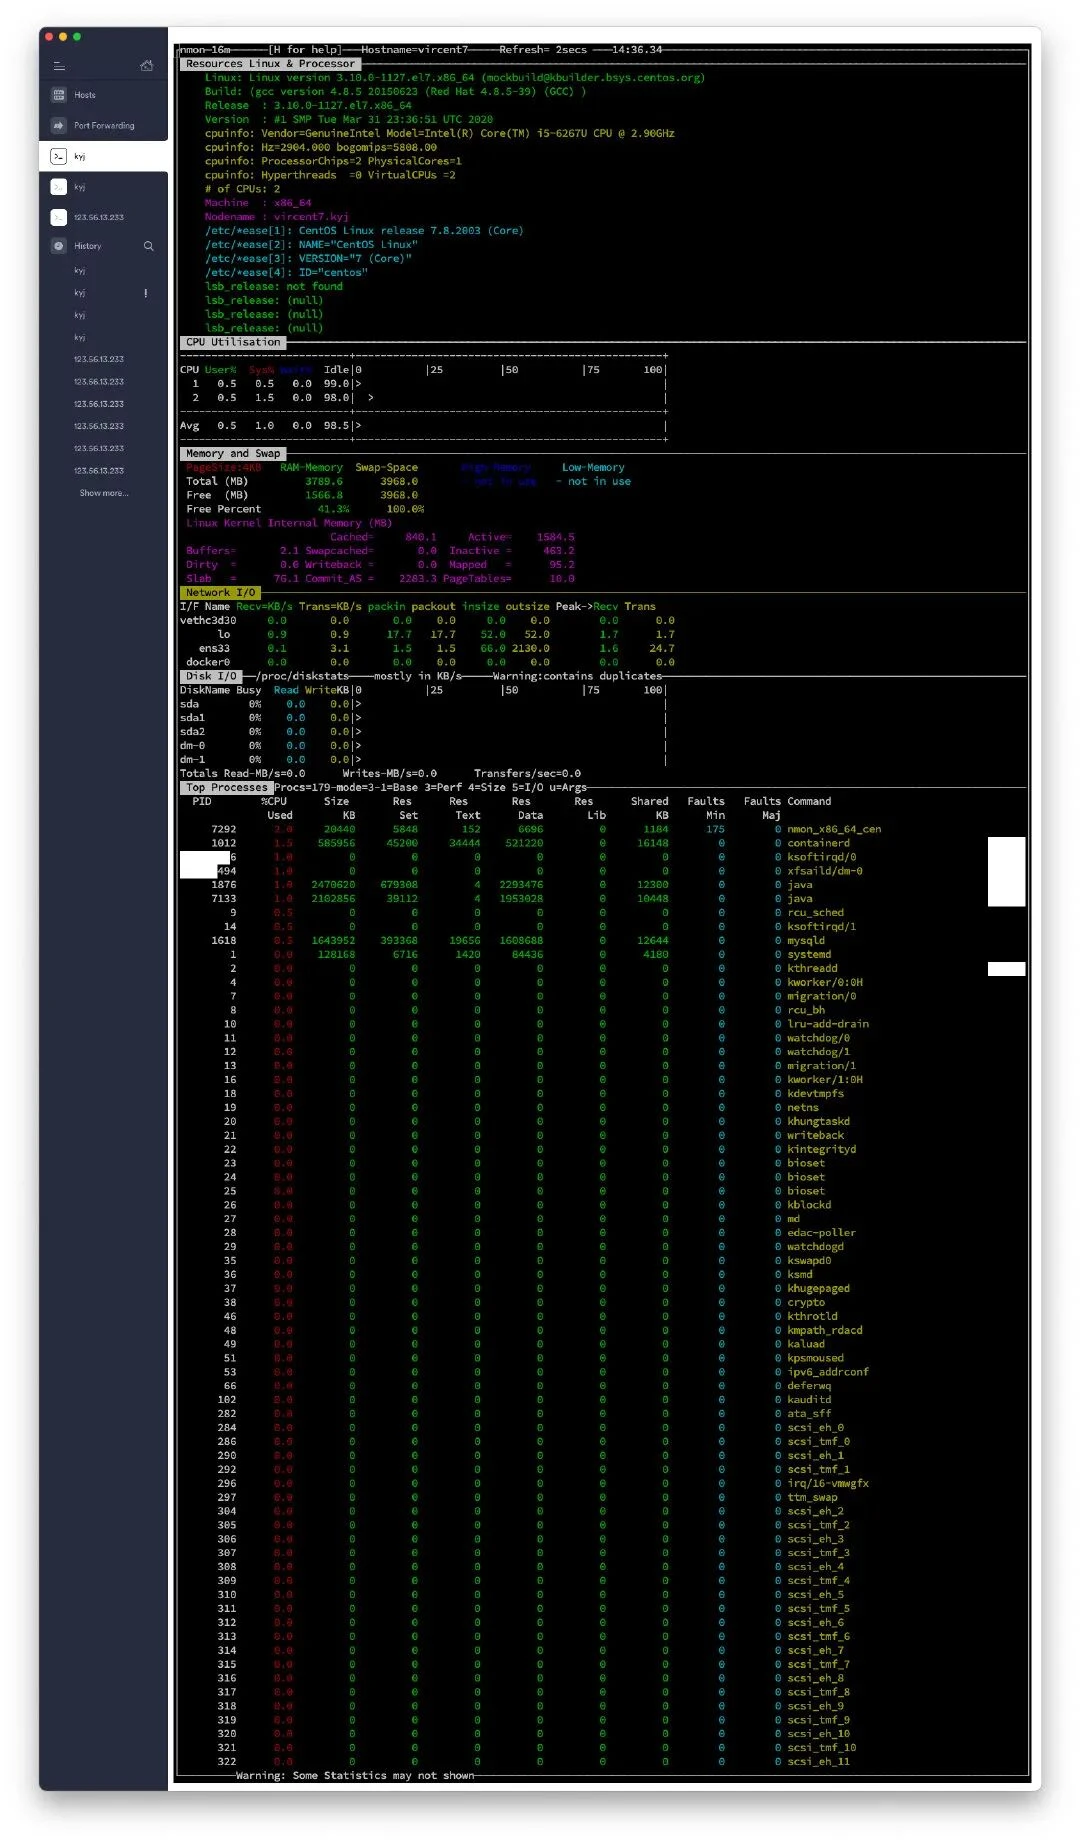 Hosts
Port Forwarding
kyj
kyj
123.56.13.233
History
kyj
kyj !
kyj
kyj
123.56.13.233
123.56.13.233
123.56.13.233
123.56.13.233
123.56.13.233
123.56.13.233
Show more...
nmon-16m [H for help] Hostname=vircent7 Refresh= 2secs 14:36.34
Resources Linux & Processor
Linux: Linux version 3.10.0-1127.el7.x86_64 (mockbuild@kbuilder.bsys.centos.org)
Build: (gcc version 4.8.5 20150623 (Red Hat 4.8.5-39) (GCC) )
Release : 3.10.0-1127.el7.x86_64
Version : #1 SMP Tue Mar 31 23:36:51 UTC 2020
cpuinfo: Vendor=GenuineIntel Model=Intel(R) Core(TM) i5-6267U CPU @ 2.90GHz
cpuinfo: Hz=2904.000 bogomips=5808.00
cpuinfo: ProcessorChips=2 PhysicalCores=1
cpuinfo: Hyperthreads =0 VirtualCPUs =2
# of CPUs: 2
Machine : x86_64
Nodename : vircent7.kyj
/etc/*ease[1]: CentOS Linux release 7.8.2003 (Core)
/etc/*ease[2]: NAME="CentOS Linux"
/etc/*ease[3]: VERSION="7 (Core)"
/etc/*ease[4]: ID="centos"
lsb_release: not found
lsb_release: (null)
lsb_release: (null)
lsb_release: (null)
CPU Utilisation
CPU User% Sys% Wait% Idle|0 |25 |50 |75 100|
1 0.5 0.5 0.0 99.0|> |
2 0.5 1.5 0.0 98.0| > |
Avg 0.5 1.0 0.0 98.5|> |
Memory and Swap
PageSize:4KB RAM-Memory Swap-Space High-Memory Low-Memory
Total (MB) 3789.6 3968.0 - not in use - not in use
Free (MB) 1566.8 3968.0
Free Percent 41.3% 100.0%
Linux Kernel Internal Memory (MB)
Cached= 840.1 Active= 1584.5
Buffers= 2.1 Swapcached= 0.0 Inactive = 463.2
Dirty = 0.0 Writeback = 0.0 Mapped = 95.2
Slab = 76.1 Commit_AS = 2283.3 PageTables= 10.0
Network I/O
I/F Name Recv=KB/s Trans=KB/s packin packout insize outsize Peak->Recv Trans
vethc3d30 0.0 0.0 0.0 0.0 0.0 0.0 0.0 0.0
lo 0.9 0.9 17.7 17.7 52.0 52.0 1.7 1.7
ens33 0.1 3.1 1.5 1.5 66.0 2130.0 1.6 24.7
docker0 0.0 0.0 0.0 0.0 0.0 0.0 0.0 0.0
Disk I/O /proc/diskstats mostly in KB/s Warning:contains duplicates
DiskName Busy Read WriteKB|0 |25 |50 |75 100|
sda 0% 0.0 0.0|> |
sda1 0% 0.0 0.0|> |
sda2 0% 0.0 0.0|> |
dm-0 0% 0.0 0.0|> |
dm-1 0% 0.0 0.0|> |
Totals Read-MB/s=0.0 Writes-MB/s=0.0 Transfers/sec=0.0
Top Processes Procs=179-mode=3-1=Base 3=Perf 4=Size 5=I/O u=Args
PID %CPU Size Res Res Res Res Shared Faults Faults Command
Used KB Set Text Data Lib KB Min Maj
7292 2.0 20440 5848 152 6696 0 1184 175 0 nmon_x86_64_cen
1012 1.5 585956 45200 34444 521220 0 16148 0 0 containerd
6 1.0 0 0 0 0 0 0 0 0 ksoftirqd/0
494 1.0 0 0 0 0 0 0 0 0 xfsaild/dm-0
1876 1.0 2470620 679308 4 2293476 0 12300 0 0 java
7133 1.0 2102856 39112 4 1953028 0 10448 0 0 java
9 0.5 0 0 0 0 0 0 0 0 rcu_sched
14 0.5 0 0 0 0 0 0 0 0 ksoftirqd/1
1618 0.5 1643952 393368 19656 1608688 0 12644 0 0 mysqld
1 0.0 128168 6716 1420 84436 0 4180 0 0 systemd
2 0.0 0 0 0 0 0 0 0 0 kthreadd
4 0.0 0 0 0 0 0 0 0 0 kworker/0:0H
7 0.0 0 0 0 0 0 0 0 0 migration/0
8 0.0 0 0 0 0 0 0 0 0 rcu_bh
10 0.0 0 0 0 0 0 0 0 0 lru-add-drain
11 0.0 0 0 0 0 0 0 0 0 watchdog/0
12 0.0 0 0 0 0 0 0 0 0 watchdog/1
13 0.0 0 0 0 0 0 0 0 0 migration/1
16 0.0 0 0 0 0 0 0 0 0 kworker/1:0H
18 0.0 0 0 0 0 0 0 0 0 kdevtmpfs
19 0.0 0 0 0 0 0 0 0 0 netns
20 0.0 0 0 0 0 0 0 0 0 khungtaskd
21 0.0 0 0 0 0 0 0 0 0 writeback
22 0.0 0 0 0 0 0 0 0 0 kintegrityd
23 0.0 0 0 0 0 0 0 0 0 bioset
24 0.0 0 0 0 0 0 0 0 0 bioset
25 0.0 0 0 0 0 0 0 0 0 bioset
26 0.0 0 0 0 0 0 0 0 0 kblockd
27 0.0 0 0 0 0 0 0 0 0 md
28 0.0 0 0 0 0 0 0 0 0 edac-poller
29 0.0 0 0 0 0 0 0 0 0 watchdogd
35 0.0 0 0 0 0 0 0 0 0 kswapd0
36 0.0 0 0 0 0 0 0 0 0 ksmd
37 0.0 0 0 0 0 0 0 0 0 khugepaged
38 0.0 0 0 0 0 0 0 0 0 crypto
46 0.0 0 0 0 0 0 0 0 0 kthrotld
48 0.0 0 0 0 0 0 0 0 0 kmpath_rdacd
49 0.0 0 0 0 0 0 0 0 0 kaluad
51 0.0 0 0 0 0 0 0 0 0 kpsmoused
53 0.0 0 0 0 0 0 0 0 0 ipv6_addrconf
66 0.0 0 0 0 0 0 0 0 0 deferwq
102 0.0 0 0 0 0 0 0 0 0 kauditd
282 0.0 0 0 0 0 0 0 0 0 ata_sff
284 0.0 0 0 0 0 0 0 0 0 scsi_eh_0
286 0.0 0 0 0 0 0 0 0 0 scsi_tmf_0
290 0.0 0 0 0 0 0 0 0 0 scsi_eh_1
292 0.0 0 0 0 0 0 0 0 0 scsi_tmf_1
296 0.0 0 0 0 0 0 0 0 0 irq/16-vmwgfx
297 0.0 0 0 0 0 0 0 0 0 ttm_swap
304 0.0 0 0 0 0 0 0 0 0 scsi_eh_2
305 0.0 0 0 0 0 0 0 0 0 scsi_tmf_2
306 0.0 0 0 0 0 0 0 0 0 scsi_eh_3
307 0.0 0 0 0 0 0 0 0 0 scsi_tmf_3
308 0.0 0 0 0 0 0 0 0 0 scsi_eh_4
309 0.0 0 0 0 0 0 0 0 0 scsi_tmf_4
310 0.0 0 0 0 0 0 0 0 0 scsi_eh_5
311 0.0 0 0 0 0 0 0 0 0 scsi_tmf_5
312 0.0 0 0 0 0 0 0 0 0 scsi_eh_6
313 0.0 0 0 0 0 0 0 0 0 scsi_tmf_6
314 0.0 0 0 0 0 0 0 0 0 scsi_eh_7
315 0.0 0 0 0 0 0 0 0 0 scsi_tmf_7
316 0.0 0 0 0 0 0 0 0 0 scsi_eh_8
317 0.0 0 0 0 0 0 0 0 0 scsi_tmf_8
318 0.0 0 0 0 0 0 0 0 0 scsi_eh_9
319 0.0 0 0 0 0 0 0 0 0 scsi_tmf_9
320 0.0 0 0 0 0 0 0 0 0 scsi_eh_10
321 0.0 0 0 0 0 0 0 0 0 scsi_tmf_10
322 0.0 0 0 0 0 0 0 0 0 scsi_eh_11
Warning: Some Statistics may not shown